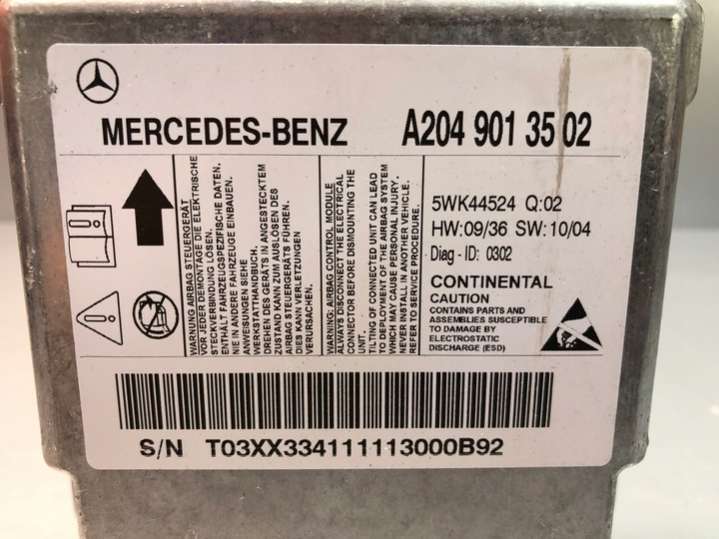 MERCEDES-BENZ
A204 901 35 02
WARNUNG AIRBAG STEUERGERÄT
VOR JEDER DEMONTAGE DIE ELEKTRISCHE
STECKVERBINDUNG LÖSEN.
ENTHÄLT FAHRZEUGSPEZIFISCHE DATEN.
NIE IN ANDERE FAHRZEUGE EINBAUEN.
ANWEISUNGEN SIEHE
WERKSTATTHANDBUCH.
DREHEN DES GERÄTS IN ANGESTECKTEM
ZUSTAND KANN ZUM AUSLÖSEN DES
AIRBAG STEUERGERÄTS FÜHREN.
DIES KANN VERLETZUNGEN
VERURSACHEN.
WARNING: AIRBAG CONTROL MODULE
ALWAYS DISCONNECT THE ELECTRICAL
CONNECTOR BEFORE DISMOUNTING THE
UNIT
TILTING OF CONNECTED UNIT CAN LEAD
TO DEPLOYMENT OF THE AIRBAG SYSTEM
WHICH MAY CAUSE PERSONAL INJURY.
NEVER INSTALL IN ANOTHER VEHICLE.
REFER TO SERVICE PROCEDURE.
5WK44524 Q:02
HW:09/36 SW:10/04
Diag - ID: 0302
CONTINENTAL
CAUTION
CONTAINS PARTS AND
ASSEMBLIES SUSCEPTIBLE
TO DAMAGE BY
ELECTROSTATIC
DISCHARGE (ESD)
S/N T03XX334111113000B92